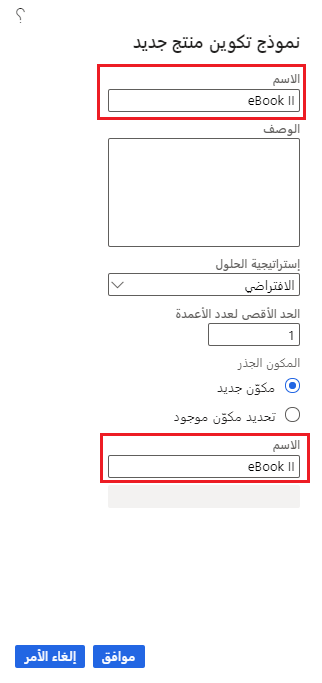 ؟
نموذج تكوين منتج جديد
الاسم
eBook II
الوصف
إستراتيجية الحلول
الافتراضي
الحد الأقصى لعدد الأعمدة
1
المكون الجذر
مكوّن جديد
تحديد مكوّن موجود
الاسم
eBook II
موافق إلغاء الأمر